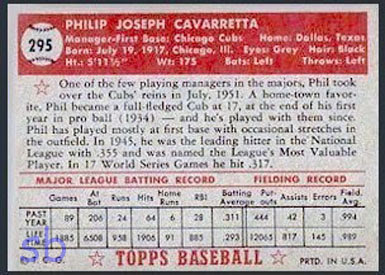 295
PHILIP JOSEPH CAVARRETTA
Manager-First Base: Chicago Cubs Home: Dallas, Texas
Born: July 19, 1917, Chicago, Ill. Eyes: Grey Hair: Black
Ht.: 5'11½" Wt: 175 Bats: Left Throws: Left
One of the few playing managers in the majors, Phil took
over the Cubs' reins in July, 1951. A home-town favor-
ite, Phil became a full-fledged Cub at 17, at the end of his first
year in pro ball (1934) — and he's played with them since.
Phil has played mostly at first base with occasional stretches in
the outfield. In 1945, he was the leading hitter in the National
League with .355 and was named the League's Most Valuable
Player. In 17 World Series Games he hit .317.
MAJOR LEAGUE BATTING RECORD FIELDING RECORD
Games At Bat Runs Hits Home Runs RBI Batting Average Put-outs Assists Errors Field. Avg.
PAST YEAR 89 206 24 64 6 28 .311 444 42 3 .994
LIFE TIME 1885 6508 958 1906 91 885 .293 12065 817 145 .989
sb
© T. C. G. TOPPS BASEBALL PRTD. IN U.S.A.